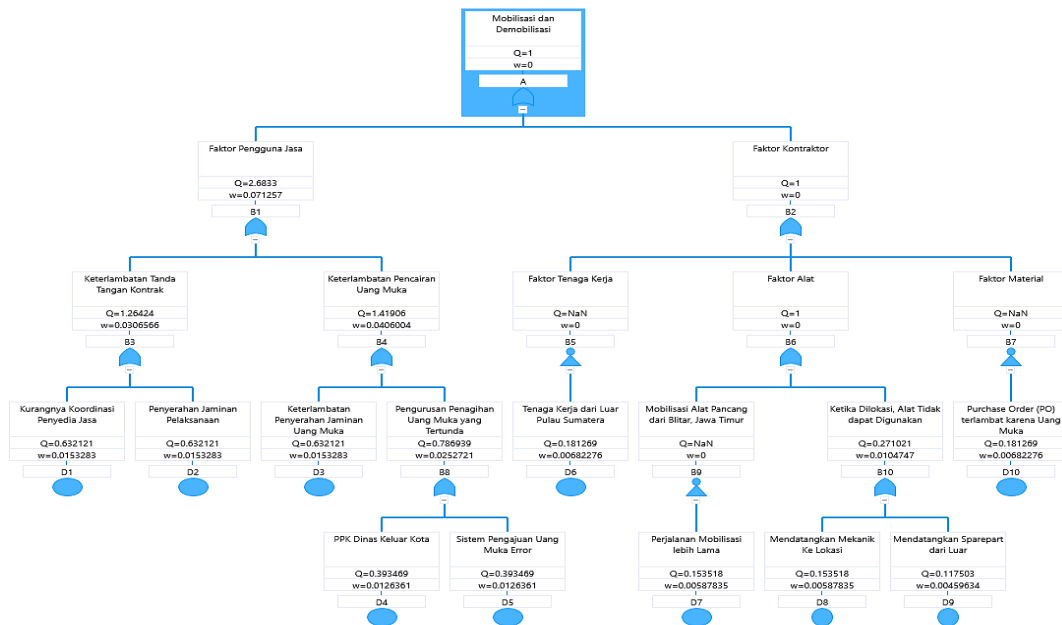 Mobilisasi dan
Demobilisasi
Q=1
w=0
A
Faktor Pengguna Jasa
Q=2.6833
w=0.071257
B1
Faktor Kontraktor
Q=1
w=0
B2
Keterlambatan Tanda
Tangan Kontrak
Q=1.26424
w=0.0306566
B3
Keterlambatan Pencairan
Uang Muka
Q=1.41906
w=0.0406004
B4
Faktor Tenaga Kerja
Q=NaN
w=0
B5
Faktor Alat
Q=1
w=0
B6
Faktor Material
Q=NaN
w=0
B7
Kurangnya Koordinasi
Penyedia Jasa
Q=0.632121
w=0.0153283
D1
Penyerahan Jaminan
Pelaksanaan
Q=0.632121
w=0.0153283
D2
Keterlambatan
Penyerahan Jaminan
Uang Muka
Q=0.632121
w=0.0153283
D3
Pengurusan Penagihan
Uang Muka yang
Tertunda
Q=0.786939
w=0.0252721
B8
Tenaga Kerja dari Luar
Pulau Sumatera
Q=0.181269
w=0.00682276
D6
Mobilisasi Alat Pancang
dari Blitar, Jawa Timur
Q=NaN
w=0
B9
Ketika Dilokasi, Alat Tidak
dapat Digunakan
Q=0.271021
w=0.0104747
B10
Purchase Order (PO)
terlambat karena Uang
Muka
Q=0.181269
w=0.00682276
D10
PPK Dinas Keluar Kota
Q=0.393469
w=0.0126361
D4
Sistem Pengajuan Uang
Muka Error
Q=0.393469
w=0.0126361
D5
Perjalanan Mobilisasi
lebih Lama
Q=0.153518
w=0.00587835
D7
Mendatangkan Mekanik
Ke Lokasi
Q=0.153518
w=0.00587835
D8
Mendatangkan Sparepart
dari Luar
Q=0.117503
w=0.00459634
D9